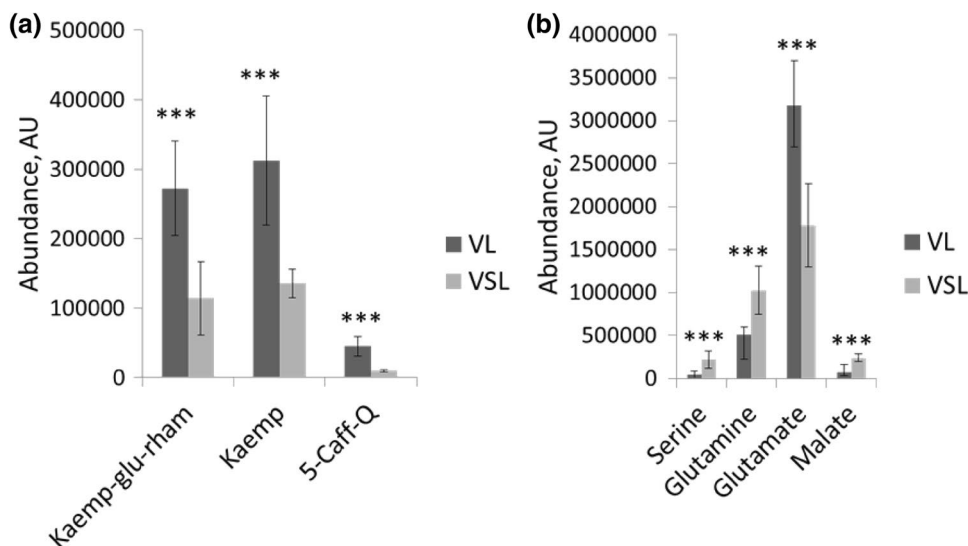 (a)
Abundance, AU
500000
400000
300000
200000
100000
0
***
***
***
Kaemp-glu-rham
Kaemp
5-Caff-Q
VL
VSL
(b)
Abundance, AU
4000000
3500000
3000000
2500000
2000000
1500000
1000000
500000
0
***
***
***
***
Serine
Glutamine
Glutamate
Malate
VL
VSL